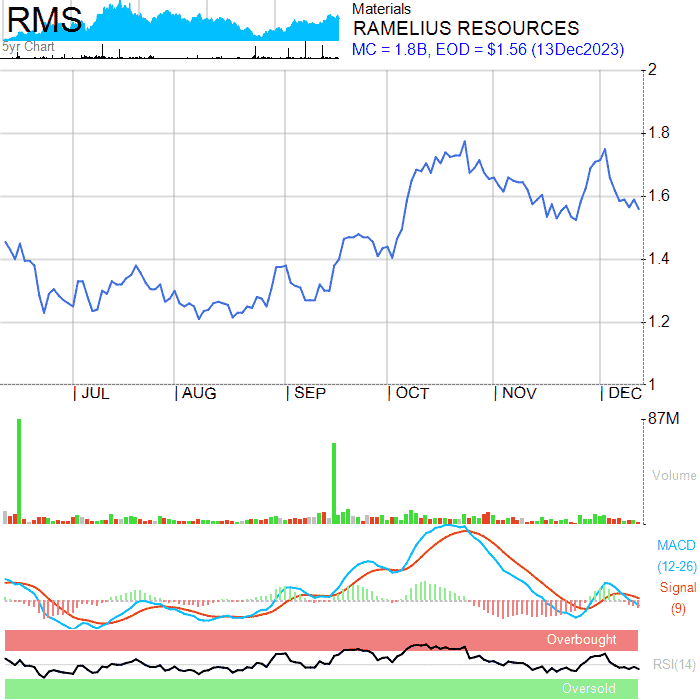 RMS
5yr Chart
Materials
RAMELIUS RESOURCES
MC = 1.8B, EOD = $1.56 (13Dec2023)
2
1.8
1.6
1.4
1.2
1
| JUL | AUG | SEP | OCT | NOV | DEC
87M
Volume
MACD
(12-26)
Signal
(9)
Overbought
RSI(14)
Oversold